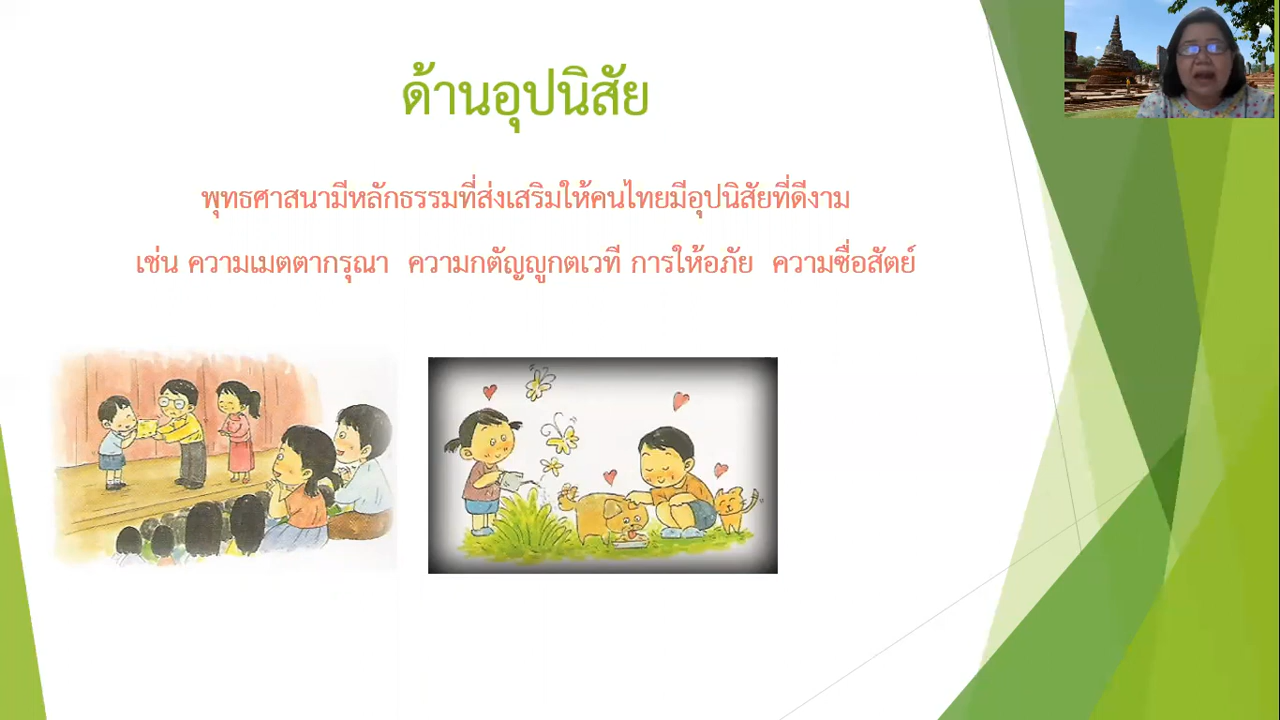 ด้านอุปนิสัย
พุทธศาสนามีหลักธรรมที่ส่งเสริมให้คนไทยมีอุปนิสัยที่ดีงาม
เช่น ความเมตตากรุณา ความกตัญญูกตเวที การให้อภัย ความซื่อสัตย์